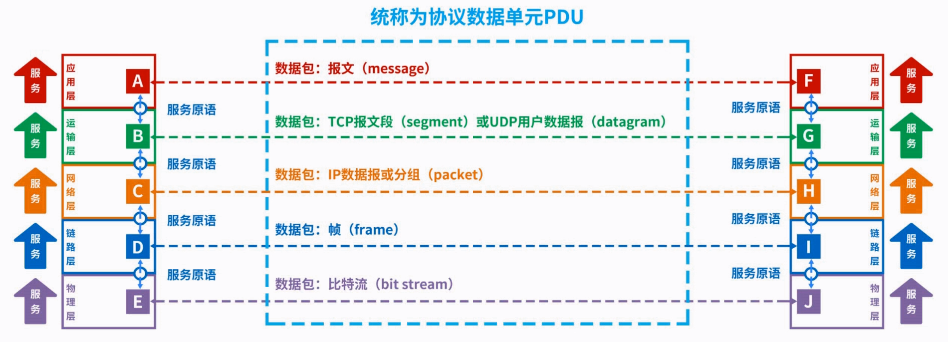 统称为协议数据单元PDU
服务
应用层
A
数据包：报文（message）
F
应用层
服务
服务原语
服务原语
服务
运输层
B
数据包：TCP报文段（segment）或UDP用户数据报（datagram）
G
运输层
服务
服务原语
服务原语
服务
网络层
C
数据包：IP数据报或分组（packet）
H
网络层
服务
服务原语
服务原语
服务
链路层
D
数据包：帧（frame）
I
链路层
服务
服务原语
服务原语
服务
物理层
E
数据包：比特流（bit stream）
J
物理层
服务